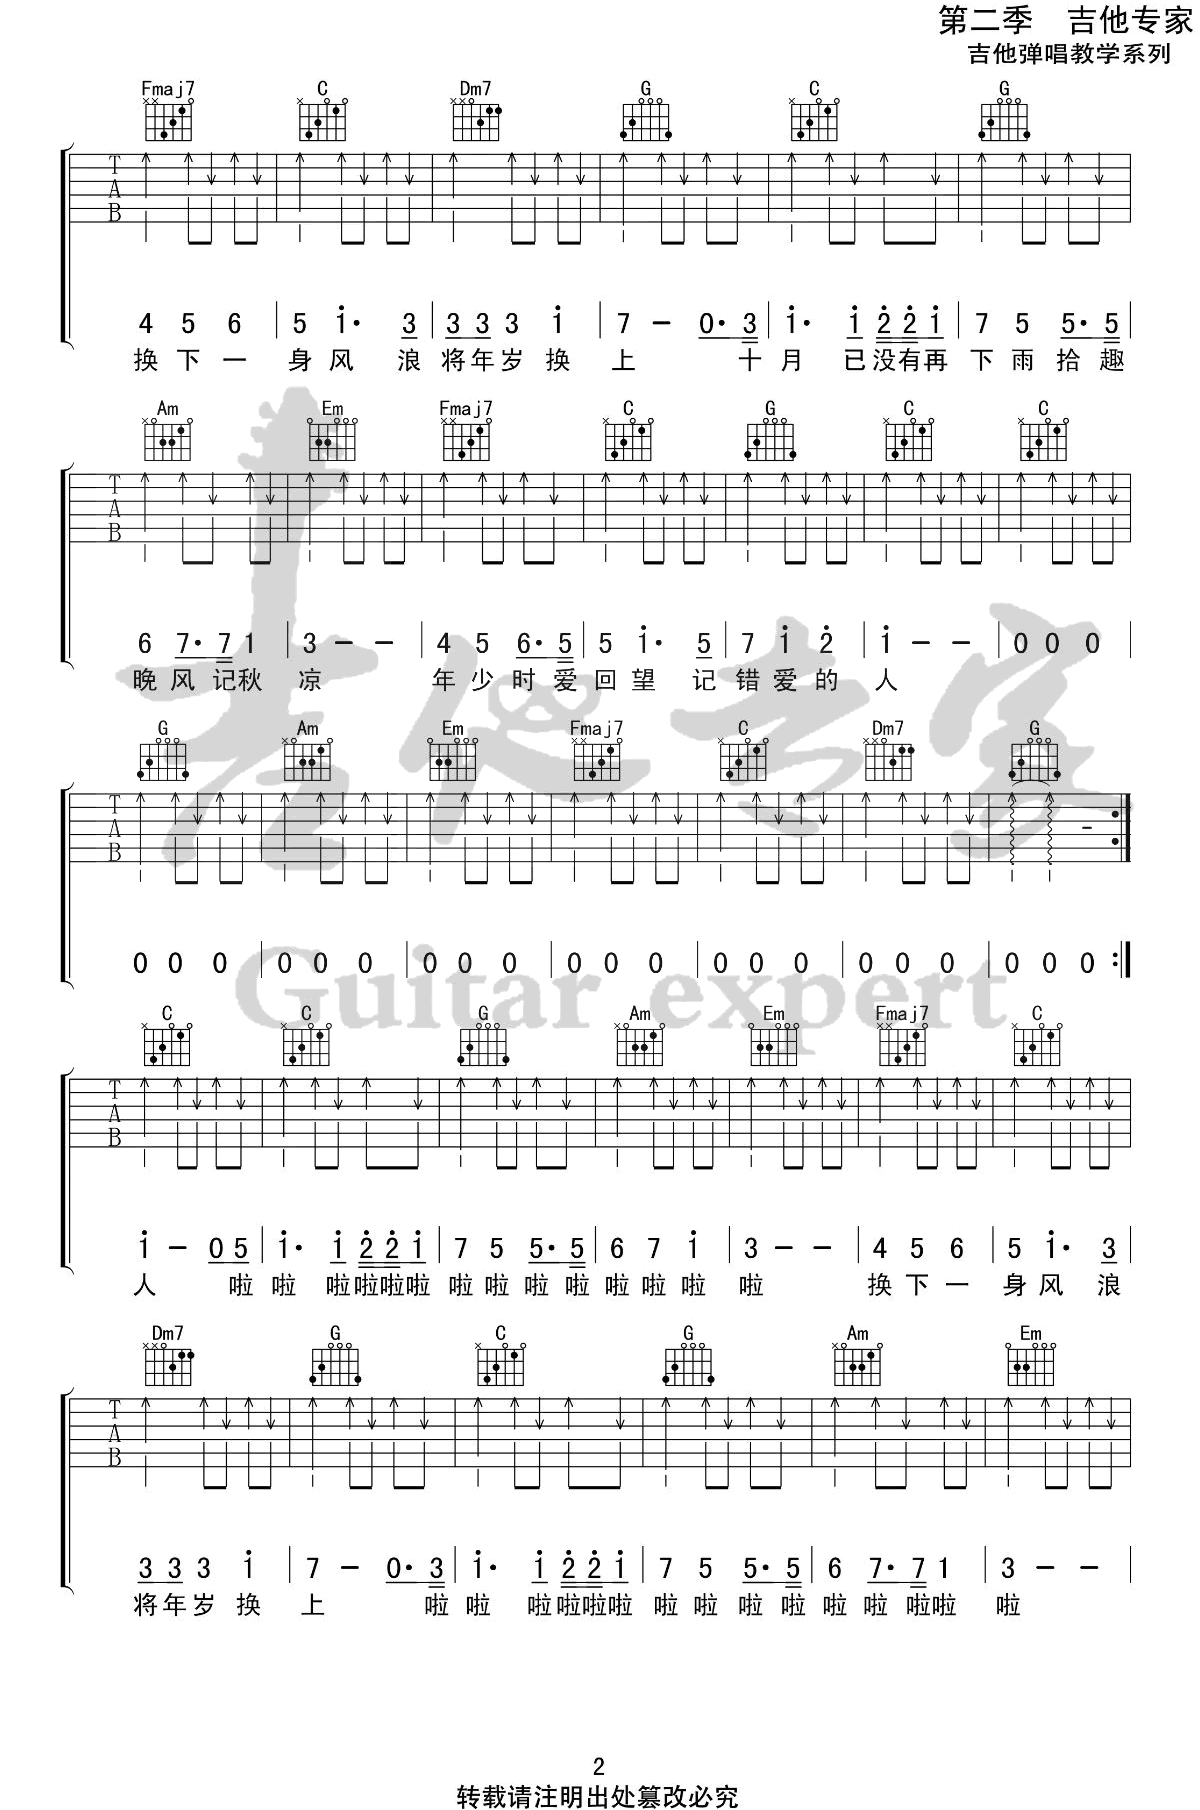 第二季 吉他专家
吉他弹唱教学系列
Fmaj7 C Dm7 G C G
T A B
4 5 6 | 5 i· 3 | 3 3 3 i | 7 － 0· 3 | i· i 2̇ 2̇ i | 7 5 5· 5
换 下 一 身 风 浪 将 年 岁 换 上 十 月 已 没 有 再 下 雨 拾 趣
Am Em Fmaj7 C G C C
T A B
6 7· 7 1 | 3 － － | 4 5 6· 5 | 5 i· 5 | 7 i 2̇ | i － － | 0 0 0
晚 风 记 秋 凉 年 少 时 爱 回 望 记 错 爱 的 人
吉他专家
G Am Em Fmaj7 C Dm7 G
T A B
0 0 0 | 0 0 0 | 0 0 0 | 0 0 0 | 0 0 0 | 0 0 0 | 0 0 0 :|
Guitar expert
C C G Am Em Fmaj7 C
T A B
i － 0 5 | i· i 2̇ 2̇ i | 7 5 5· 5 | 6 7 i | 3 － － | 4 5 6 | 5 i· 3
人 啦 啦 啦 啦 啦 啦 啦 啦 啦 啦 啦 啦 啦 啦 换 下 一 身 风 浪
Dm7 G C G Am Em
T A B
3 3 3 i | 7 － 0· 3 | i· i 2̇ 2̇ i | 7 5 5· 5 | 6 7· 7 1 | 3 － －
将 年 岁 换 上 啦 啦 啦 啦 啦 啦 啦 啦 啦 啦 啦 啦 啦 啦 啦
2
转载请注明出处篡改必究